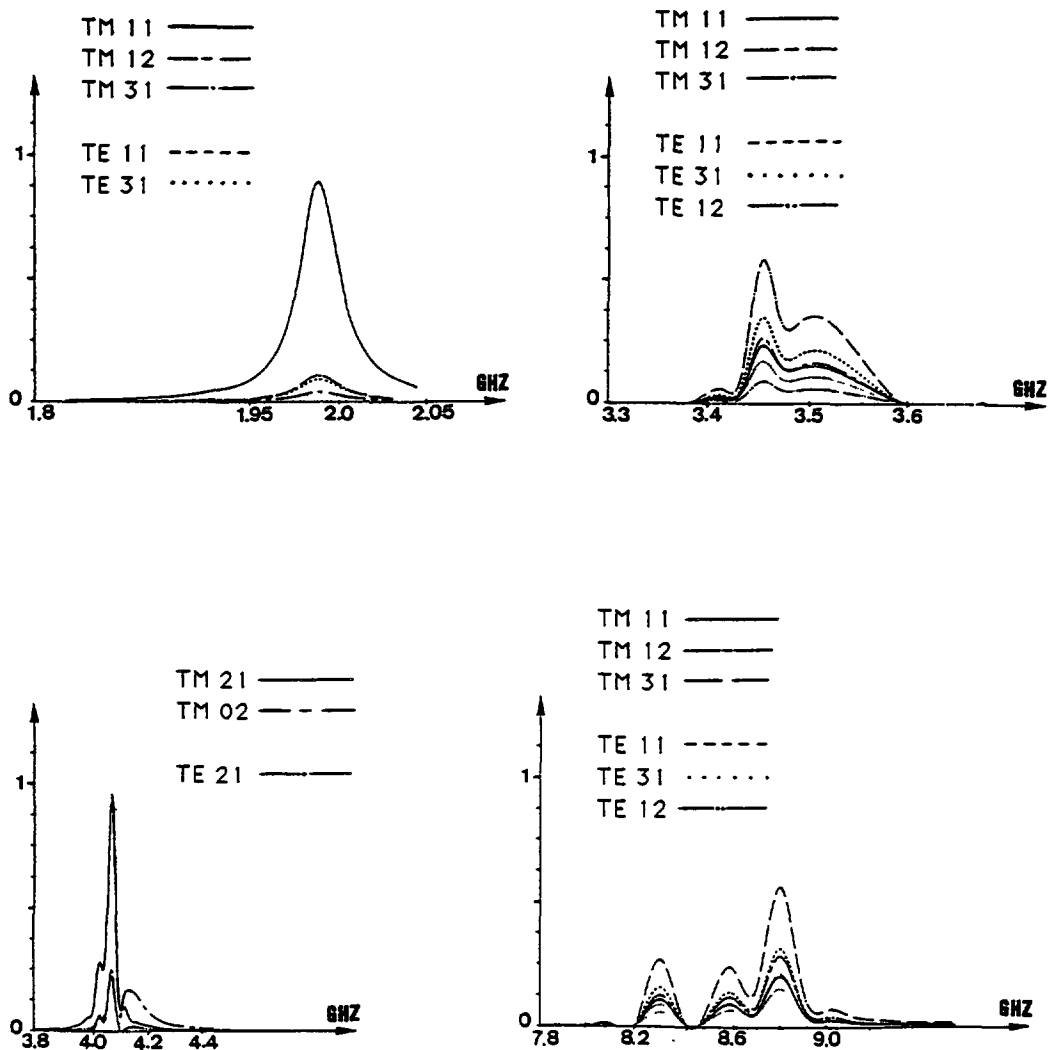 TM 11
TM 12
TM 31
TE 11
TE 31
1
0
GHZ
1.8 1.95 2.0 2.05
TM 11
TM 12
TM 31
TE 11
TE 31
TE 12
1
0
GHZ
3.3 3.4 3.5 3.6
TM 21
TM 02
TE 21
1
0
GHZ
3.8 4.0 4.2 4.4
TM 11
TM 12
TM 31
TE 11
TE 31
TE 12
1
0
GHZ
7.8 8.2 8.6 9.0